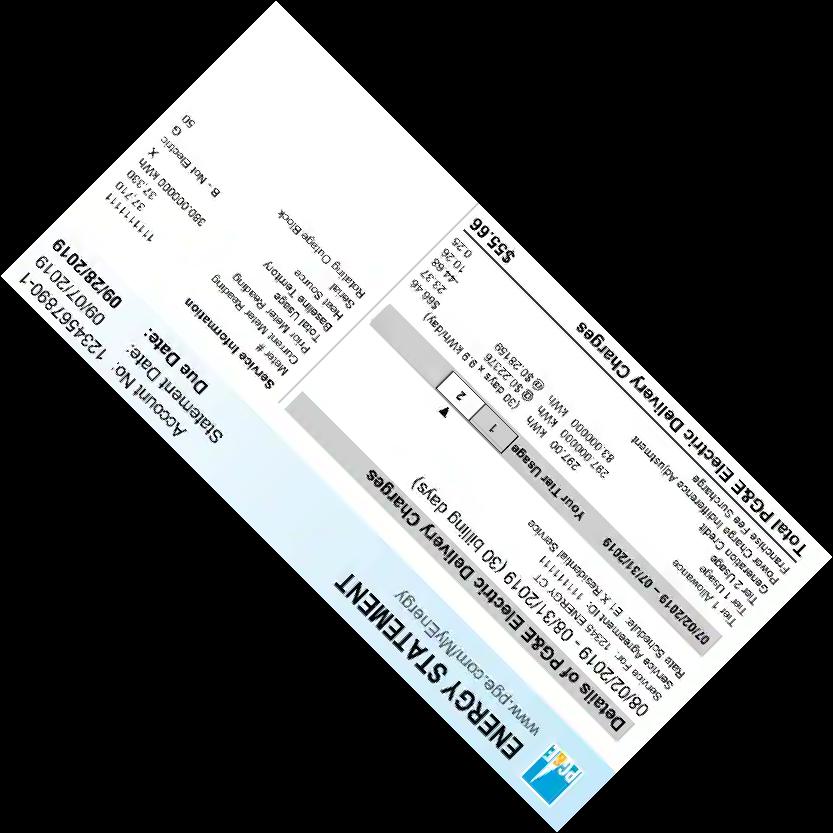 PG&E
ENERGY STATEMENT
www.pge.com/MyEnergy
Account No: 1234567890-1
Statement Date: 09/07/2019
Due Date: 09/28/2019
Details of PG&E Electric Delivery Charges
08/02/2019 - 08/31/2019 (30 billing days)
Service For: 12345 ENERGY CT
Service Agreement ID: 1111111111
Rate Schedule: E1 X Residential Service
07/02/2019 – 07/31/2019 Your Tier Usage 1 2
Tier 1 Allowance 297.00 kWh (30 days x 9.9 kWh/day)
Tier 1 Usage 297.000000 kWh @ $0.22376 $66.46
Tier 2 Usage 83.000000 kWh @ $0.28159 23.37
Generation Credit -44.68
Power Charge Indifference Adjustment 10.26
Franchise Fee Surcharge 0.25
Total PG&E Electric Delivery Charges $55.66
Service Information
Meter # 1111111111
Current Meter Reading 37,710
Prior Meter Reading 37,330
Total Usage 380.000000 kWh
Baseline Territory X
Heat Source B - Not Electric
Serial G
Rotating Outage Block 50